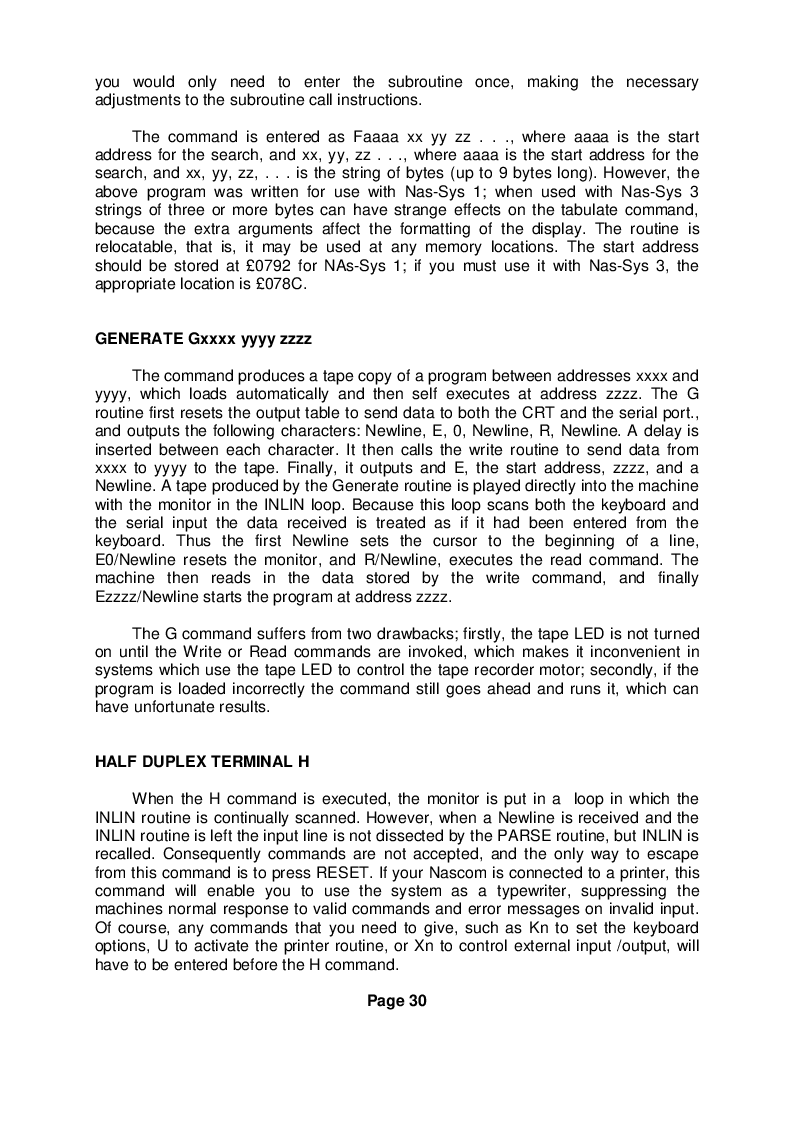 you would only need to enter the subroutine once, making the necessary
adjustments to the subroutine call instructions.
The command is entered as Faaaa xx yy zz . . ., where aaaa is the start
address for the search, and xx, yy, zz . . ., where aaaa is the start address for the
search, and xx, yy, zz, . . . is the string of bytes (up to 9 bytes long). However, the
above program was written for use with Nas-Sys 1; when used with Nas-Sys 3
strings of three or more bytes can have strange effects on the tabulate command,
because the extra arguments affect the formatting of the display. The routine is
relocatable, that is, it may be used at any memory locations. The start address
should be stored at £0792 for NAs-Sys 1; if you must use it with Nas-Sys 3, the
appropriate location is £078C.
GENERATE Gxxxx yyyy zzzz
The command produces a tape copy of a program between addresses xxxx and
yyyy, which loads automatically and then self executes at address zzzz. The G
routine first resets the output table to send data to both the CRT and the serial port.,
and outputs the following characters: Newline, E, 0, Newline, R, Newline. A delay is
inserted between each character. It then calls the write routine to send data from
xxxx to yyyy to the tape. Finally, it outputs and E, the start address, zzzz, and a
Newline. A tape produced by the Generate routine is played directly into the machine
with the monitor in the INLIN loop. Because this loop scans both the keyboard and
the serial input the data received is treated as if it had been entered from the
keyboard. Thus the first Newline sets the cursor to the beginning of a line,
E0/Newline resets the monitor, and R/Newline, executes the read command. The
machine then reads in the data stored by the write command, and finally
Ezzzz/Newline starts the program at address zzzz.
The G command suffers from two drawbacks; firstly, the tape LED is not turned
on until the Write or Read commands are invoked, which makes it inconvenient in
systems which use the tape LED to control the tape recorder motor; secondly, if the
program is loaded incorrectly the command still goes ahead and runs it, which can
have unfortunate results.
HALF DUPLEX TERMINAL H
When the H command is executed, the monitor is put in a loop in which the
INLIN routine is continually scanned. However, when a Newline is received and the
INLIN routine is left the input line is not dissected by the PARSE routine, but INLIN is
recalled. Consequently commands are not accepted, and the only way to escape
from this command is to press RESET. If your Nascom is connected to a printer, this
command will enable you to use the system as a typewriter, suppressing the
machines normal response to valid commands and error messages on invalid input.
Of course, any commands that you need to give, such as Kn to set the keyboard
options, U to activate the printer routine, or Xn to control external input /output, will
have to be entered before the H command.
Page 30